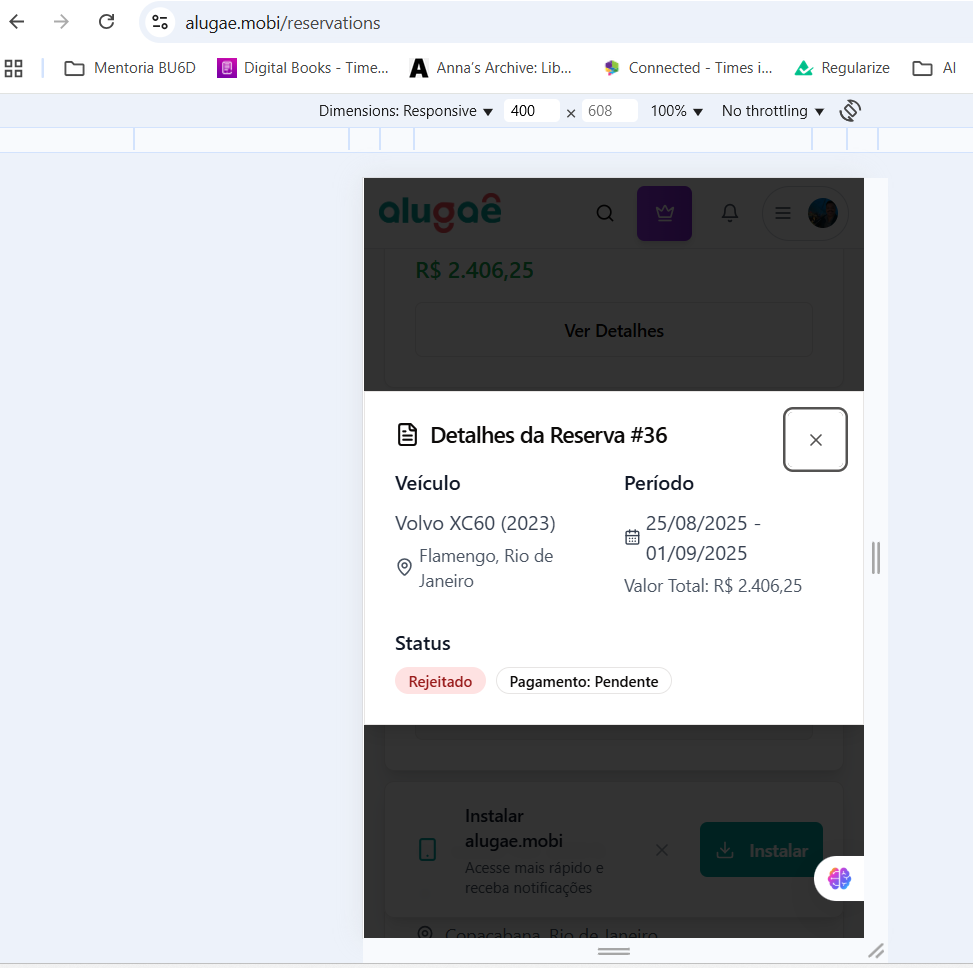 alugae.mobi/reservations
Mentoria BU6D
Digital Books - Time...
Anna's Archive: Lib...
Connected - Times i...
Regularize
AI
Dimensions: Responsive
400
×
608
100%
No throttling
alugaê
R$ 2.406,25
Ver Detalhes
Detalhes da Reserva #36
Veículo
Volvo XC60 (2023)
Flamengo, Rio de
Janeiro
Período
25/08/2025 -
01/09/2025
Valor Total: R$ 2.406,25
Status
Rejeitado
Pagamento: Pendente
Instalar
alugae.mobi
Acesse mais rápido e
receba notificações
Instalar
Copacabana, Rio de Janeiro